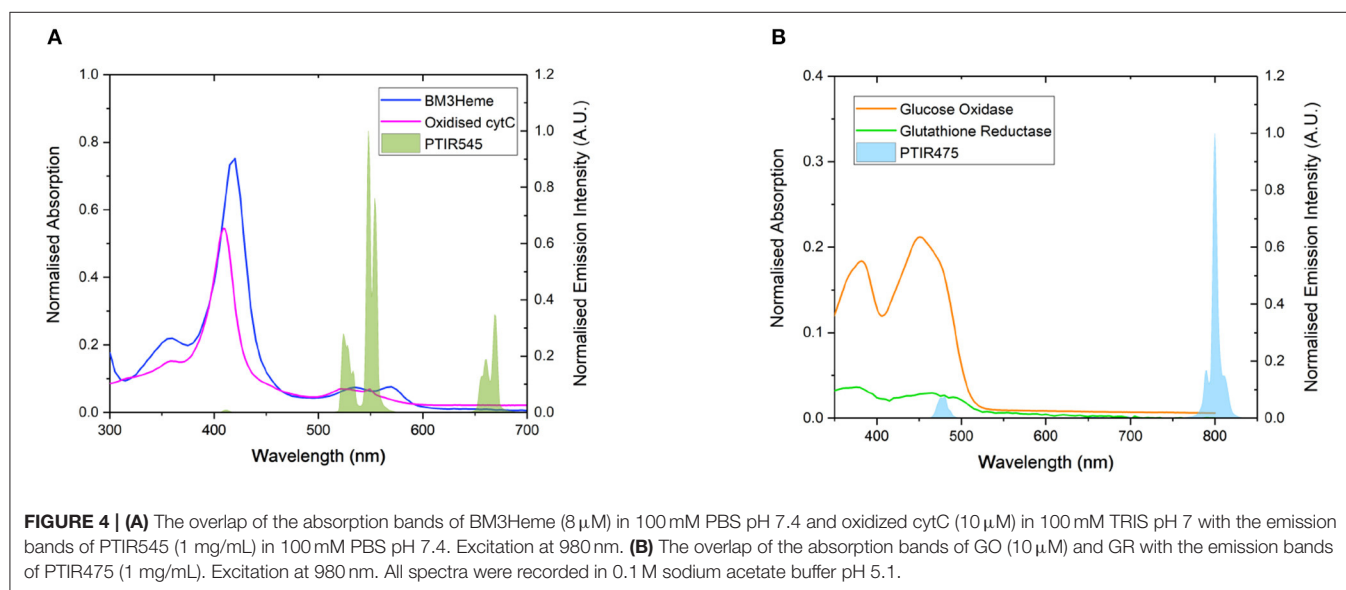 A
B
1.0
0.8
0.6
0.4
0.2
0.0
Normalised Absorption
300
400
500
600
700
Wavelength (nm)
1.2
1.0
0.8
0.6
0.4
0.2
0.0
Normalised Emission Intensity (A.U.)
BM3Heme
Oxidised cytC
PTIR545
0.4
0.3
0.2
0.1
0.0
Normalised Absorption
400
500
600
700
800
Wavelength (nm)
1.2
1.0
0.8
0.6
0.4
0.2
0.0
Normalised Emission Intensity (A.U.)
Glucose Oxidase
Glutathione Reductase
PTIR475
FIGURE 4 | (A) The overlap of the absorption bands of BM3Heme (8 μM) in 100 mM PBS pH 7.4 and oxidized cytC (10 μM) in 100 mM TRIS pH 7 with the emission
bands of PTIR545 (1 mg/mL) in 100 mM PBS pH 7.4. Excitation at 980 nm. (B) The overlap of the absorption bands of GO (10 μM) and GR with the emission bands
of PTIR475 (1 mg/mL). Excitation at 980 nm. All spectra were recorded in 0.1 M sodium acetate buffer pH 5.1.